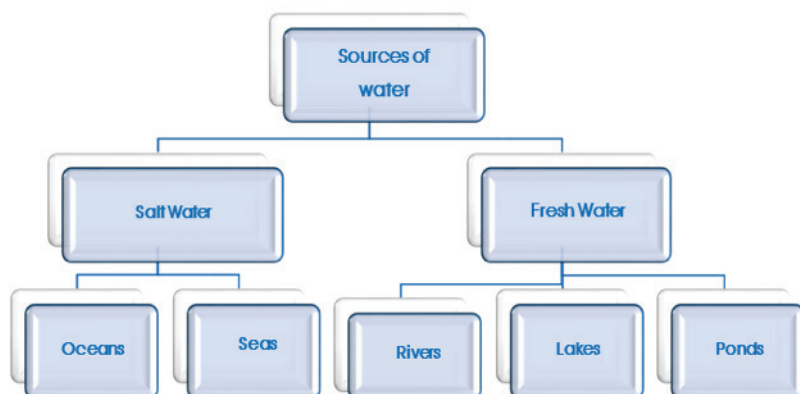 Sources of
water
Salt Water
Fresh Water
Oceans
Seas
Rivers
Lakes
Ponds